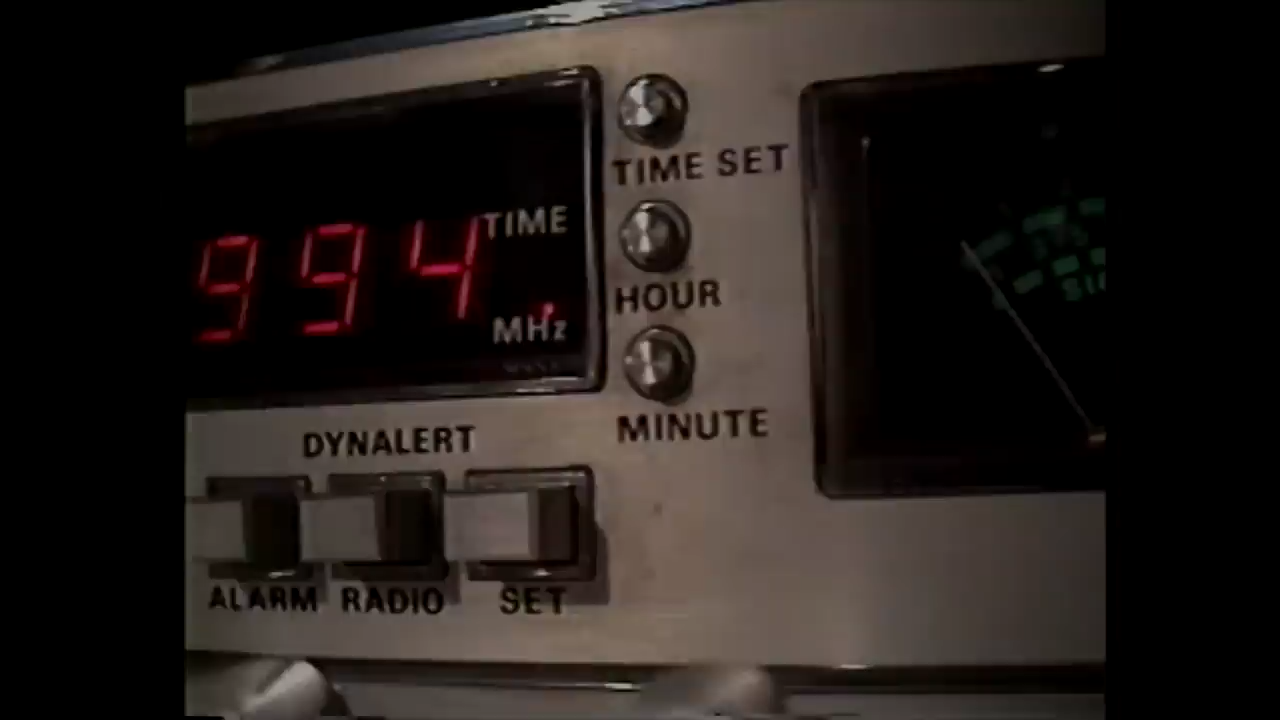 TIME SET
994
TIME
HOUR
MHz
MINUTE
DYNALERT
ALARM RADIO SET